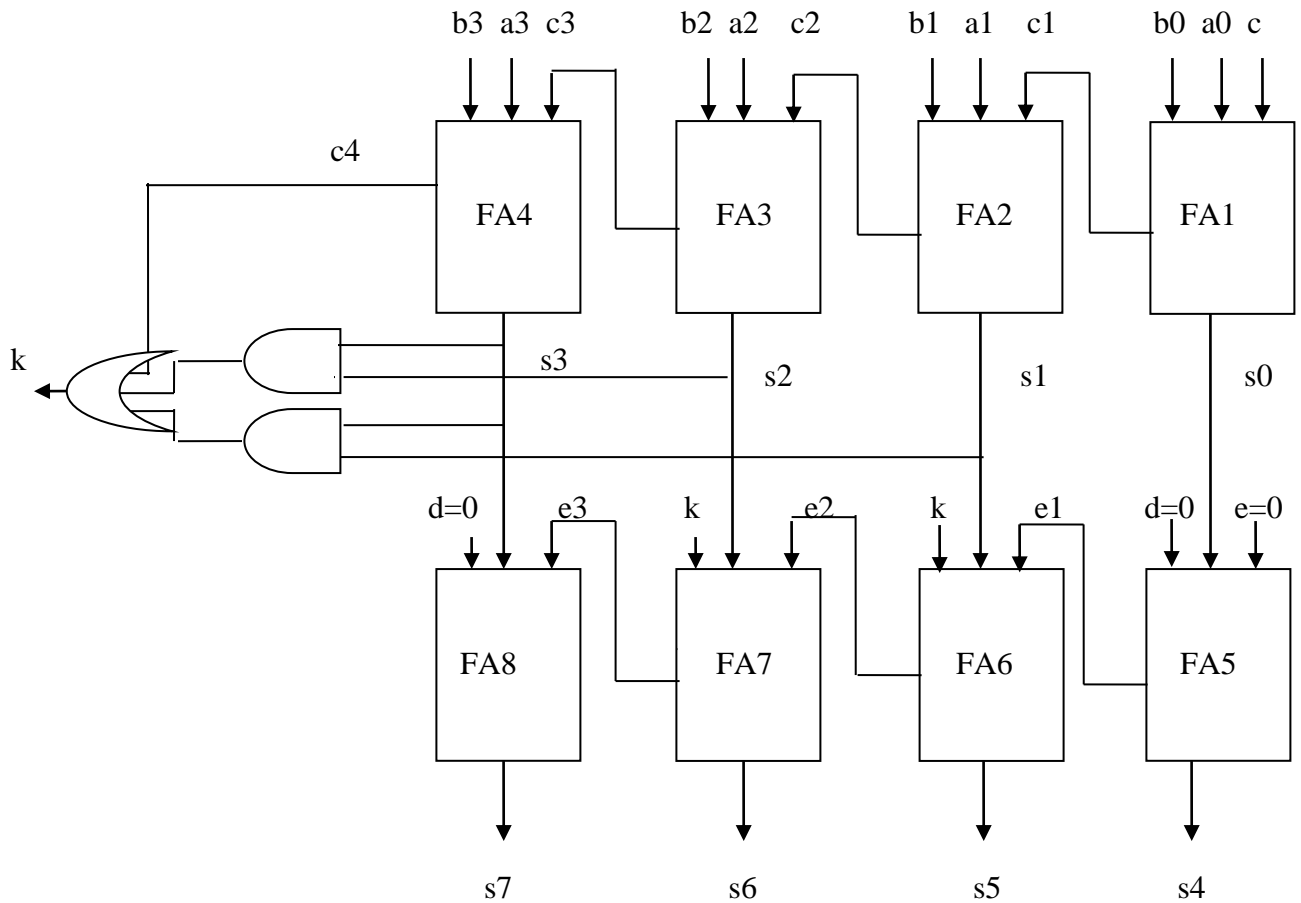 b3 a3 c3 b2 a2 c2 b1 a1 c1 b0 a0 c
c4
FA4 FA3 FA2 FA1
k s3 s2 s1 s0
d=0 e3 k e2 k e1 d=0 e=0
FA8 FA7 FA6 FA5
s7 s6 s5 s4